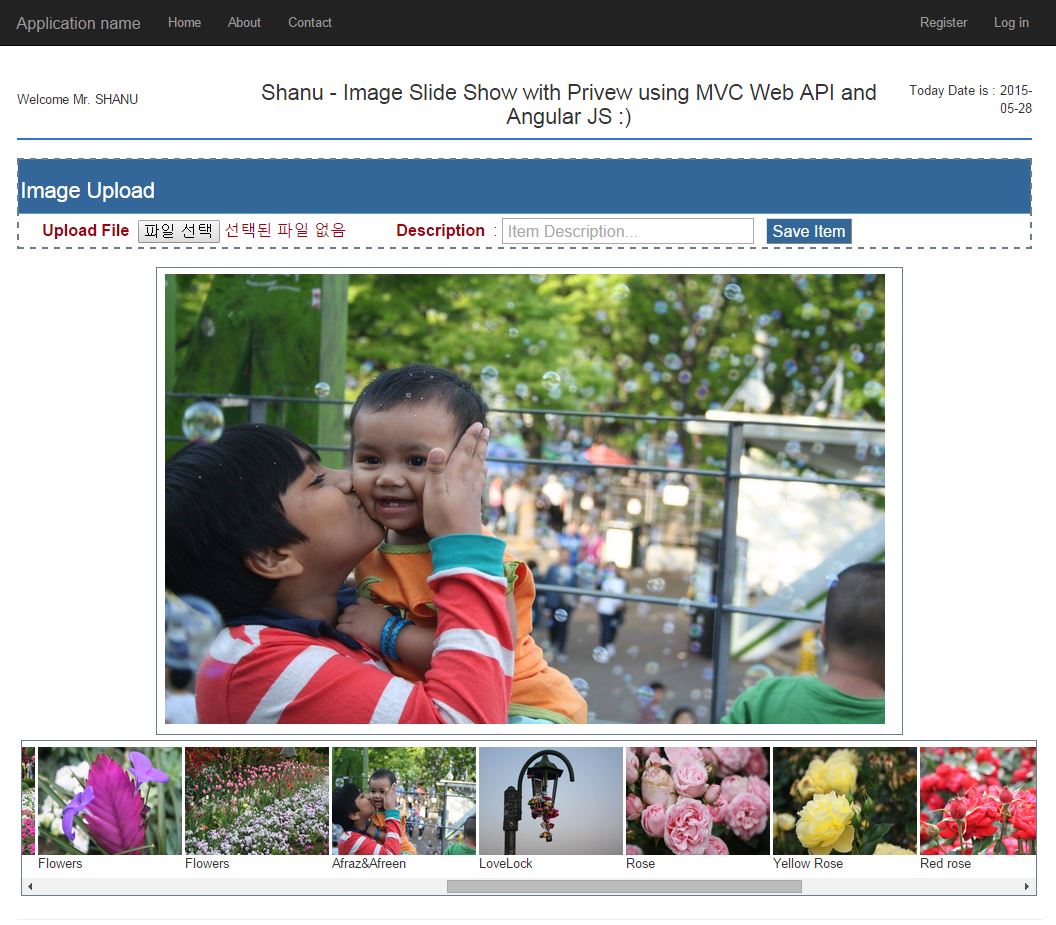 Application name Home About Contact Register Log in
Welcome Mr. SHANU
Shanu - Image Slide Show with Privew using MVC Web API and
Angular JS :)
Today Date is : 2015-
05-28
Image Upload
Upload File 파일 선택 선택된 파일 없음 Description : Item Description... Save Item
Flowers Flowers Afraz&Afreen LoveLock Rose Yellow Rose Red rose